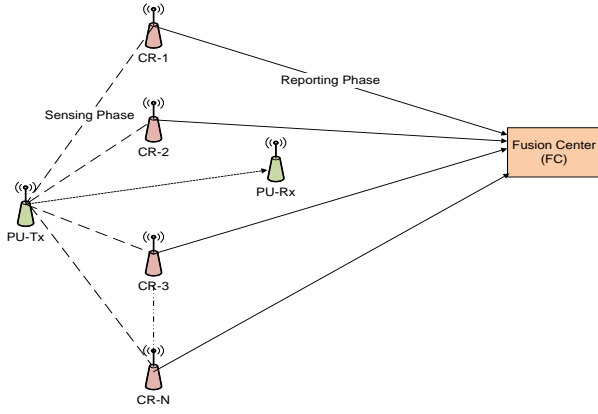 CR-1
Reporting Phase
Sensing Phase
CR-2
Fusion Center
(FC)
PU-Rx
PU-Tx
CR-3
CR-N